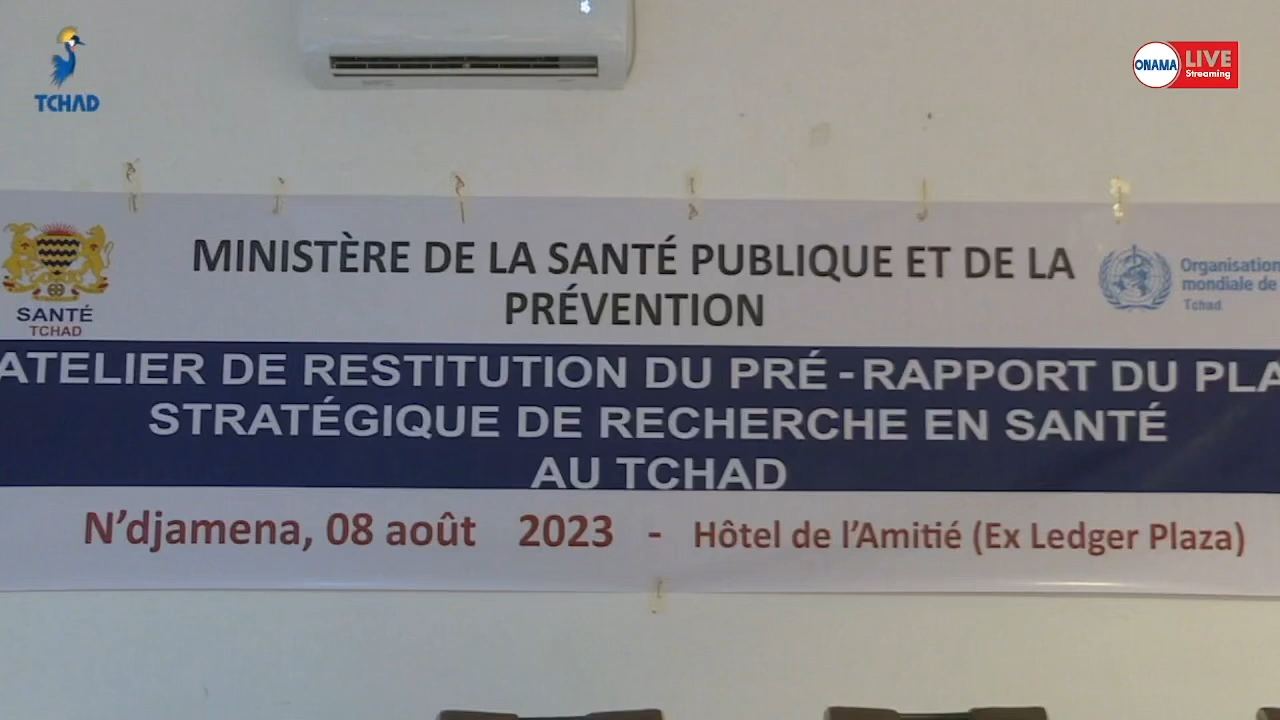 TCHAD
ONAMA LIVE
Streaming
MINISTÈRE DE LA SANTÉ PUBLIQUE ET DE LA
PRÉVENTION
SANTÉ
TCHAD
Organisation
mondiale de
Tchad
ATELIER DE RESTITUTION DU PRÉ - RAPPORT DU PLA
STRATÉGIQUE DE RECHERCHE EN SANTÉ
AU TCHAD
N'djamena, 08 août 2023 - Hôtel de l'Amitié (Ex Ledger Plaza)